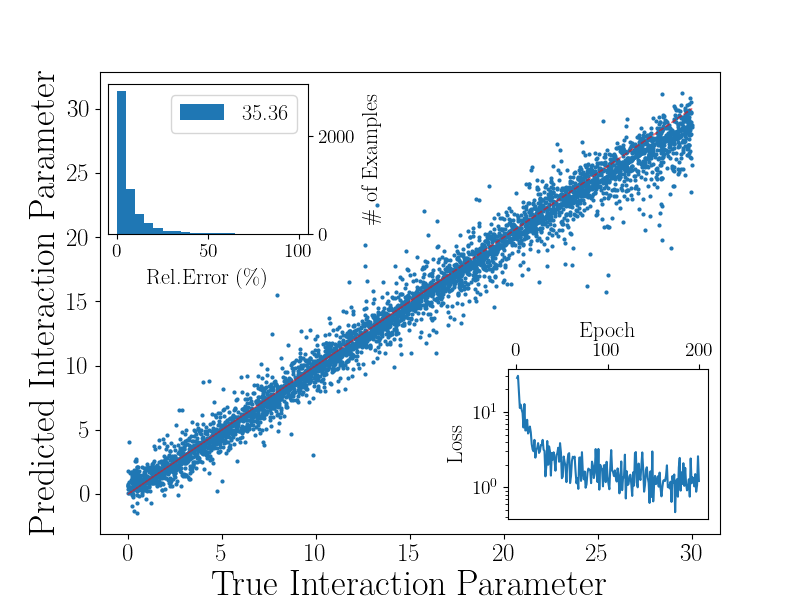 Predicted Interaction Parameter
30
25
20
15
10
5
0
0 5 10 15 20 25 30
True Interaction Parameter
35.36
2000
0
# of Examples
0 50 100
Rel.Error (%)
Epoch
0 100 200
Loss
10¹
10⁰